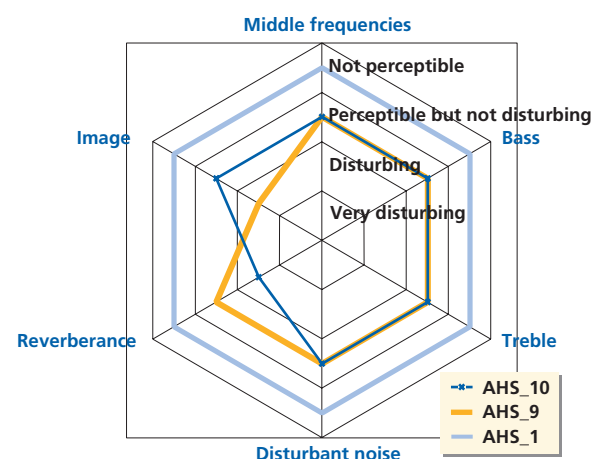 Middle frequencies
Not perceptible
Perceptible but not disturbing
Image
Bass
Disturbing
Very disturbing
Reverberance
Treble
Disturbant noise
AHS_10
AHS_9
AHS_1